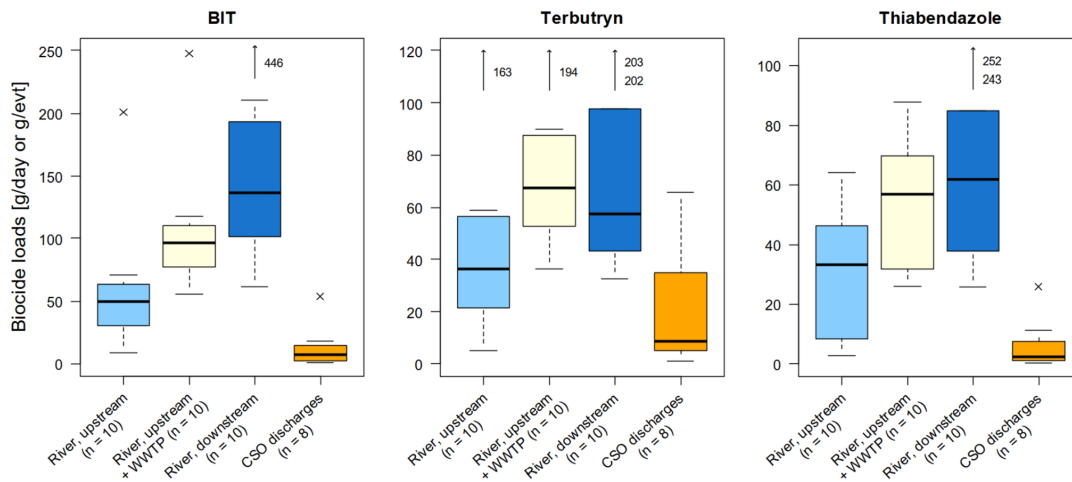 BIT
Terbutryn
Thiabendazole
Biocide loads [g/day or g/evt]
250
200
150
100
50
0
446
River, upstream
(n = 10)
River, upstream
+ WWTP (n = 10)
River, downstream
(n = 10)
CSO discharges
(n = 8)
120
100
80
60
40
20
0
163
194
203
202
River, upstream
(n = 10)
River, upstream
+ WWTP (n = 10)
River, downstream
(n = 10)
CSO discharges
(n = 8)
100
80
60
40
20
0
252
243
River, upstream
(n = 10)
River, upstream
+ WWTP (n = 10)
River, downstream
(n = 10)
CSO discharges
(n = 8)